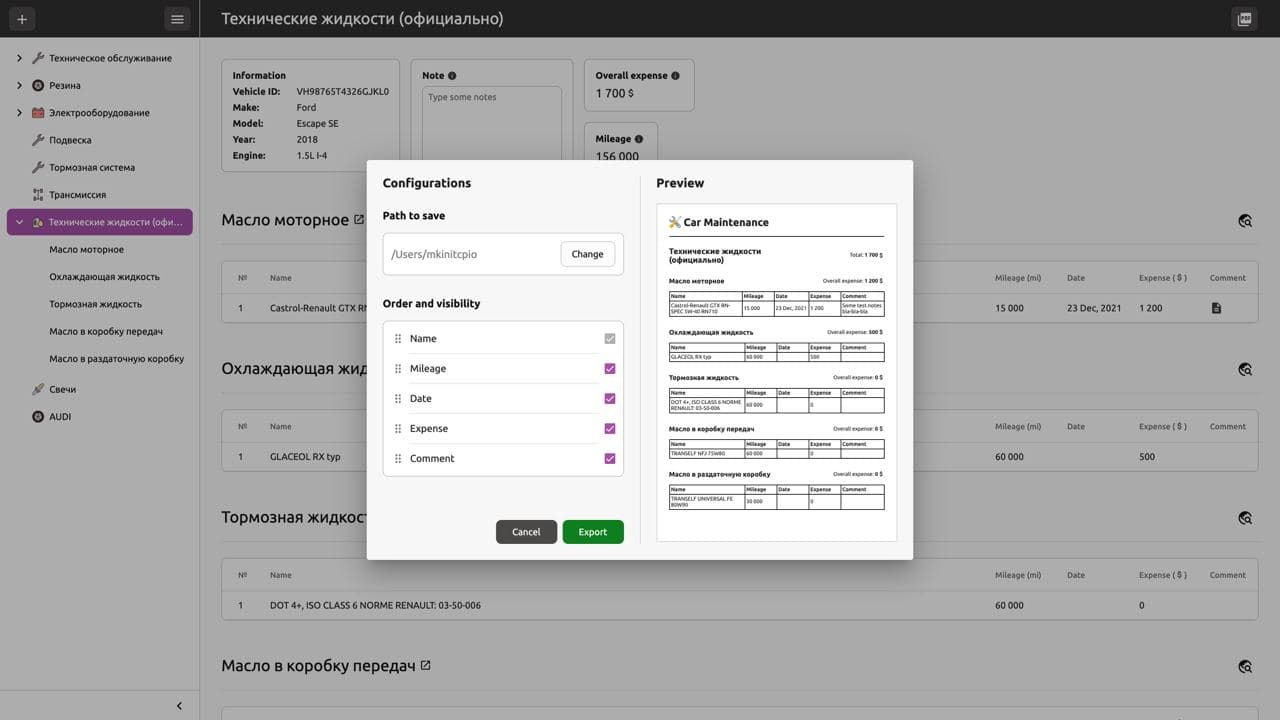 Технические жидкости (официально)
PDF
Техническое обслуживание
Резина
Электрооборудование
Подвеска
Тормозная система
Трансмиссия
Технические жидкости (офи...
Масло моторное
Охлаждающая жидкость
Тормозная жидкость
Масло в коробку передач
Масло в раздаточную коробку
Свечи
AUDI
Information
Vehicle ID: VH98765T4326GJKL0
Make: Ford
Model: Escape SE
Year: 2018
Engine: 1.5L I-4
Note
Type some notes
Overall expense
1 700 $
Mileage
156 000
Масло моторное
№ Name Mileage (mi) Date Expense ( $ ) Comment
1 Castrol-Renault GTX R 15 000 23 Dec, 2021 1 200
Охлаждающая жид
№ Name Mileage (mi) Date Expense ( $ ) Comment
1 GLACEOL RX typ 60 000 500
Тормозная жидкост
№ Name Mileage (mi) Date Expense ( $ ) Comment
1 DOT 4+, ISO CLASS 6 NORME RENAULT: 03-50-006 60 000 0
Масло в коробку передач
Configurations
Path to save
/Users/mkinitcpio
Change
Order and visibility
Name
Mileage
Date
Expense
Comment
Cancel
Export
Preview
Car Maintenance
Технические жидкости Total: 1 700 $
(официально)
Масло моторное Overall expense: 1 200 $
Name Mileage Date Expense Comment
Castrol-Renault GTX RN- 15 000 23 Dec, 2021 1 200 Some test notes
SPEC 5W-40 RN710 bla-bla-bla
Охлаждающая жидкость Overall expense: 500 $
Name Mileage Date Expense Comment
GLACEOL RX typ 60 000 500
Тормозная жидкость Overall expense: 0 $
Name Mileage Date Expense Comment
DOT 4+, ISO CLASS 6 NORME 60 000 0
RENAULT: 03-50-006
Масло в коробку передач Overall expense: 0 $
Name Mileage Date Expense Comment
TRANSELF NFJ 75W80 60 000 0
Масло в раздаточную коробку Overall expense: 0 $
Name Mileage Date Expense Comment
TRANSELF UNIVERSAL FE 30 000 0
80W90